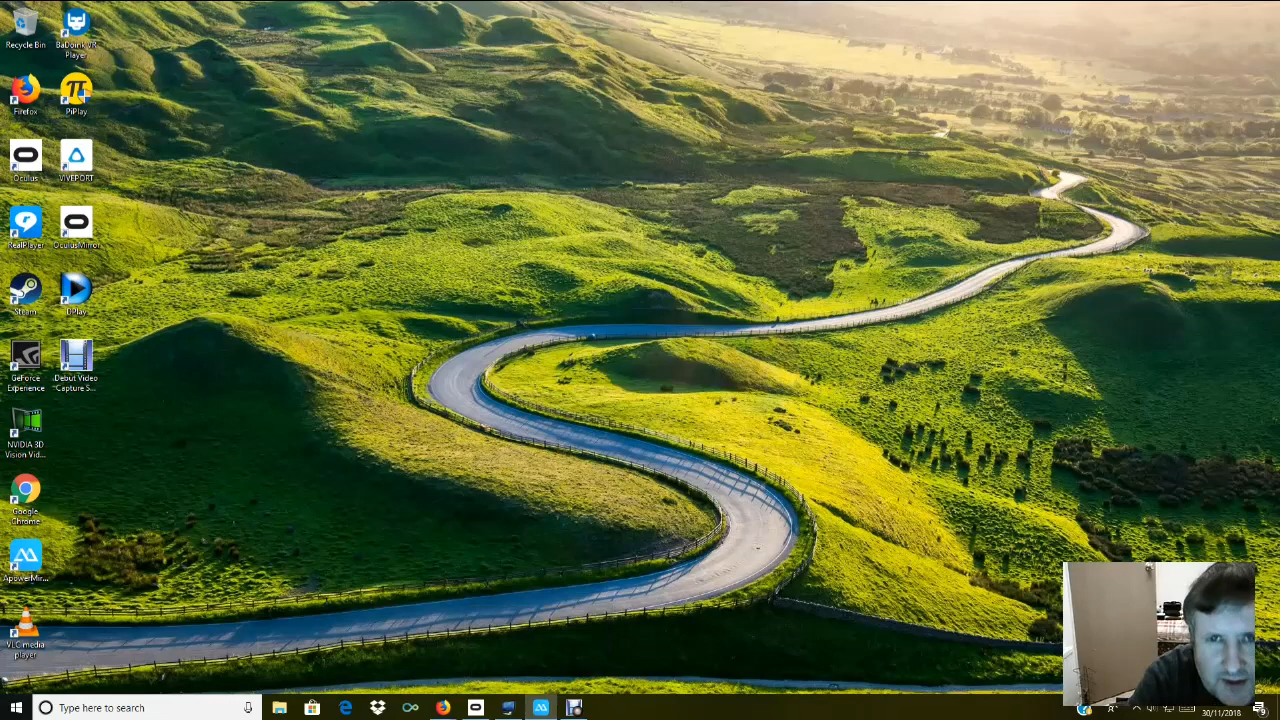 Recycle Bin
BaDoink VR
Player
Firefox
PiPlay
Oculus
VIVEPORT
RealPlayer
OculusMirror
Steam
DPlay
GeForce
Experience
Debut Video
Capture S...
NVIDIA 3D
Vision Vid...
Google
Chrome
ApowerMir...
VLC media
player
Type here to search
30/11/2018